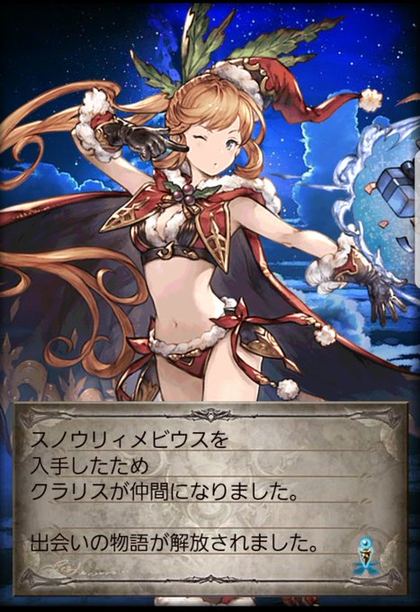 スノウリィメビウスを
入手したため
クラリスが仲間になりました。
出会いの物語が解放されました。